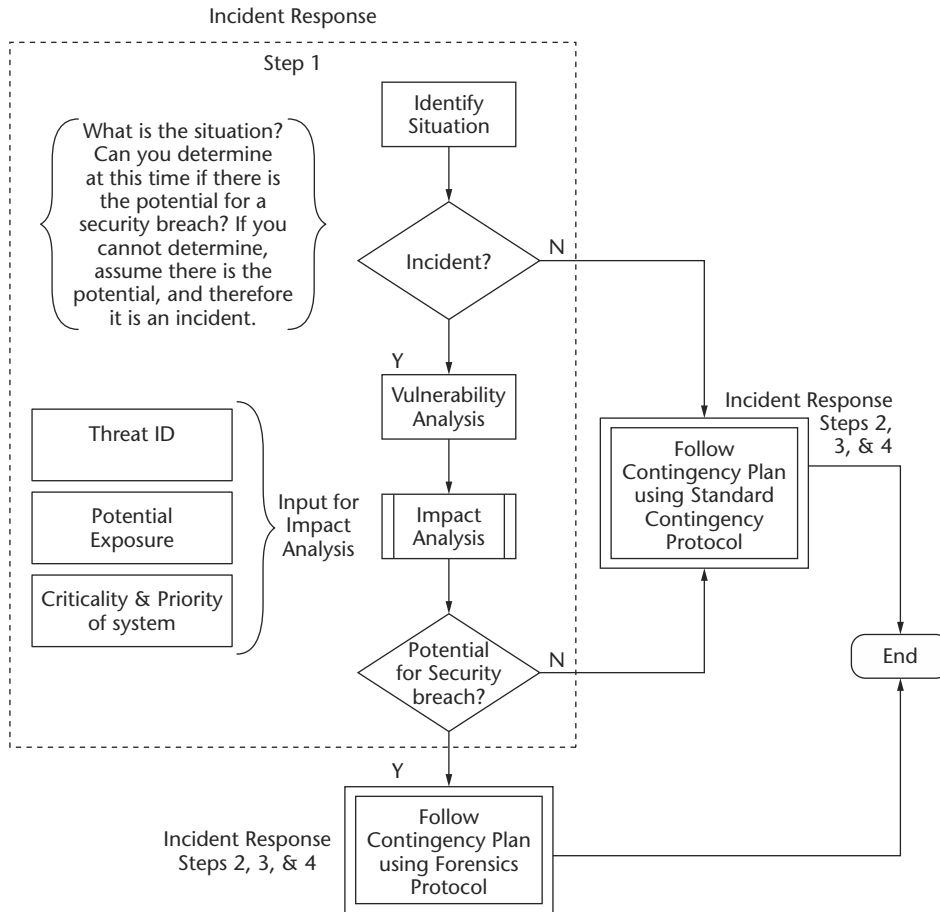 Incident Response
Step 1
Identify
Situation
What is the situation?
Can you determine
at this time if there is
the potential for a
security breach? If you
cannot determine,
assume there is the
potential, and therefore
it is an incident.
Incident?
N
Y
Vulnerability
Analysis
Threat ID
Potential
Exposure
Criticality & Priority
of system
Input for
Impact
Analysis
Impact
Analysis
Incident Response
Steps 2,
3, & 4
Follow
Contingency Plan
using Standard
Contingency
Protocol
Potential
for Security
breach?
N
End
Y
Incident Response
Steps 2, 3, & 4
Follow
Contingency Plan
using Forensics
Protocol